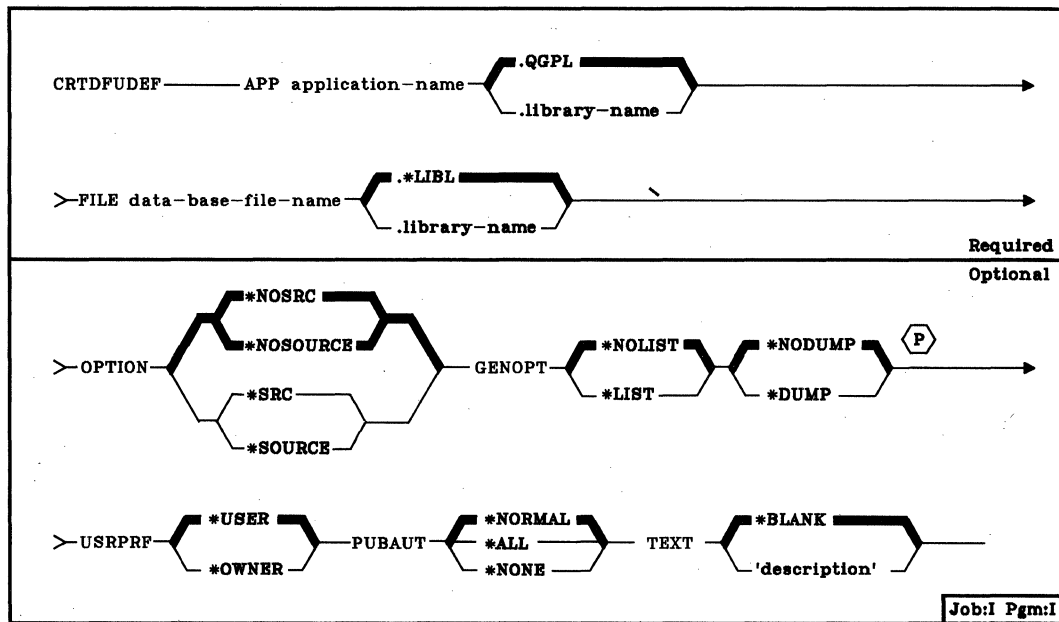 .QGPL
CRTDFUDEF APP application-name
.library-name
.*LIBL
FILE data-base-file-name
.library-name
Required
Optional
*NOSRC
*NOSOURCE *NOLIST *NODUMP P
OPTION GENOPT
*SRC *LIST *DUMP
*SOURCE
*USER *NORMAL *BLANK
USRPRF PUBAUT *ALL TEXT
*OWNER *NONE 'description'
Job:I Pgm:I